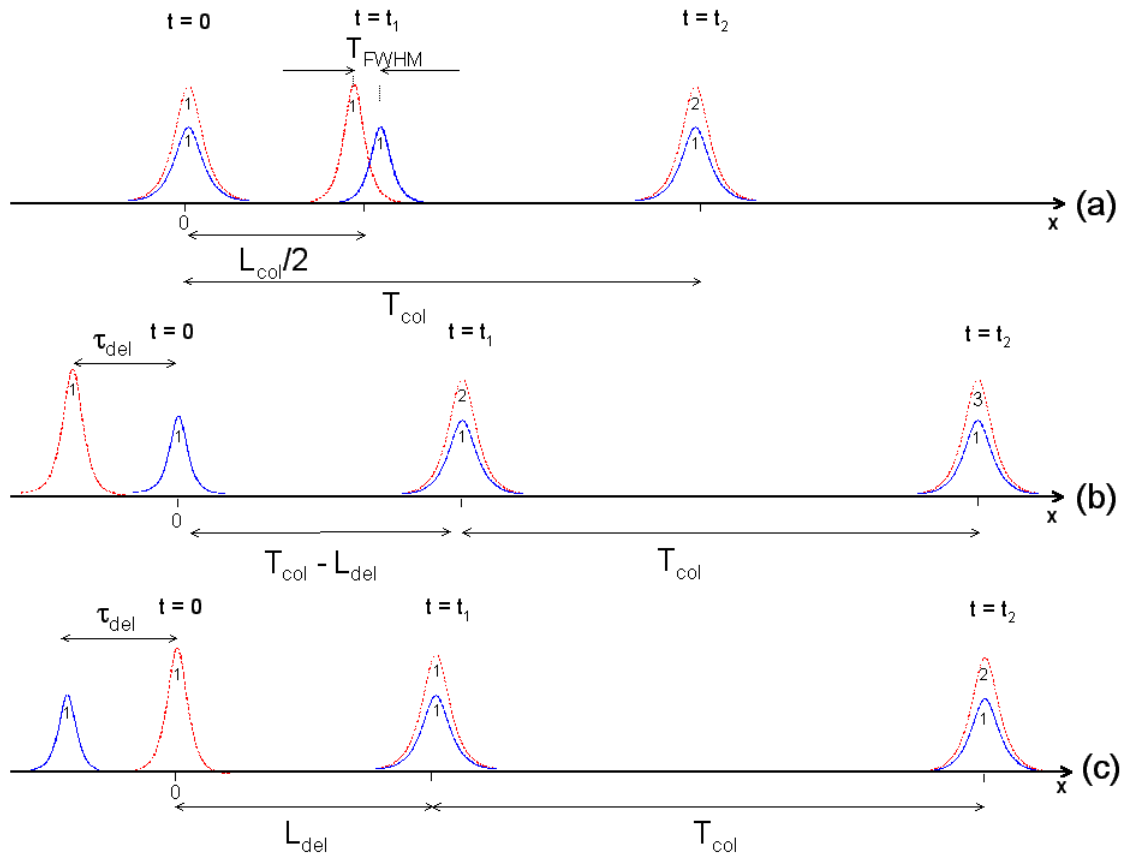 t = 0 t = t1 t = t2
TFWHM
1 1 1 1 2 1
0 x (a)
Lcol/2
Tcol
τdel t = 0 t = t1 t = t2
1 1 2 1 3 1
0 x (b)
Tcol - Ldel Tcol
τdel t = 0 t = t1 t = t2
1 1 1 1 2 1
0 x (c)
Ldel Tcol